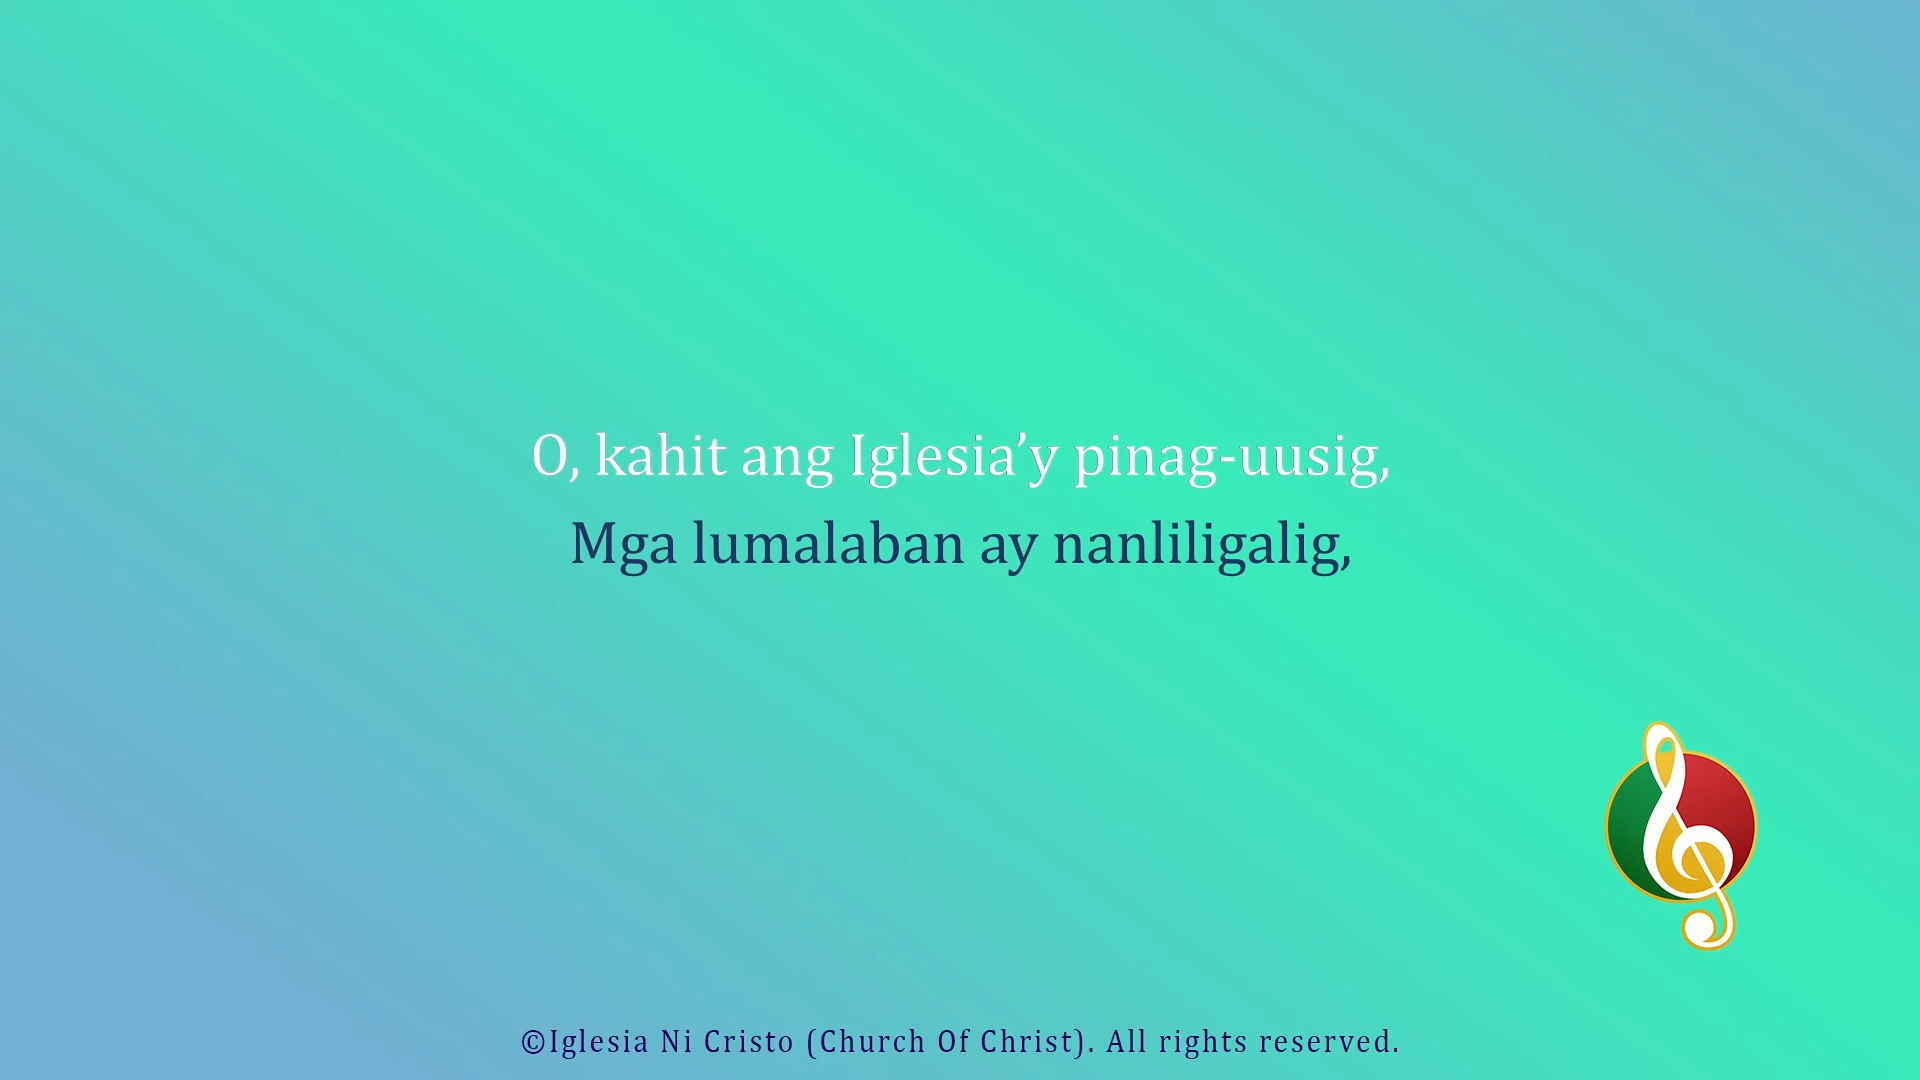 O, kahit ang Iglesia’y pinag-uusig,
Mga lumalaban ay nanliligalig,
©Iglesia Ni Cristo (Church Of Christ). All rights reserved.